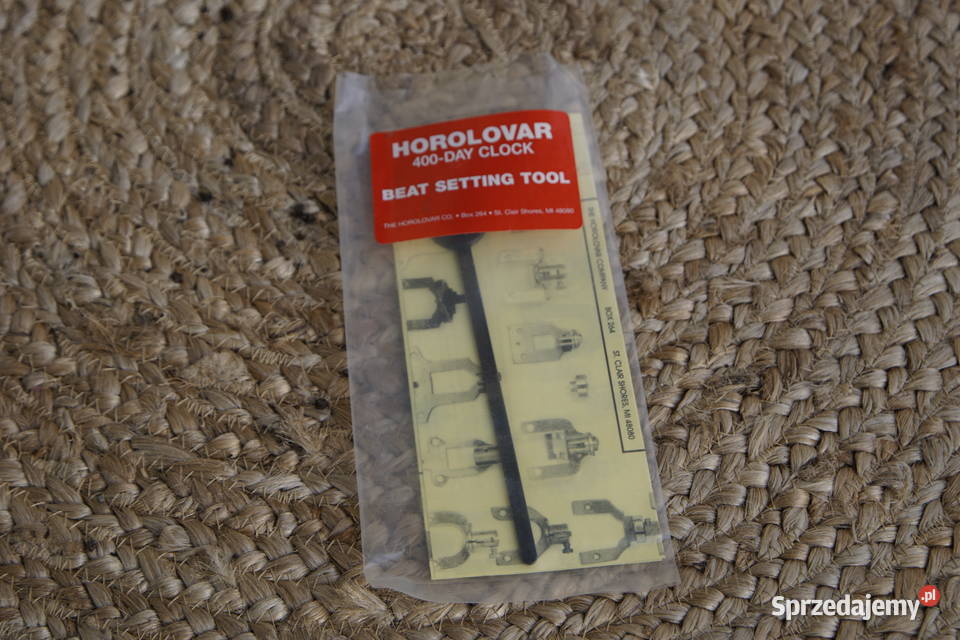 HOROLOVAR
400-DAY CLOCK
BEAT SETTING TOOL
THE HOROLOVAR CO. • Box 264 • St. Clair Shores, MI 48080
THE HOROLOVAR COMPANY BOX 264 ST. CLAIR SHORES, MI 48080
Sprzedajemy.pl